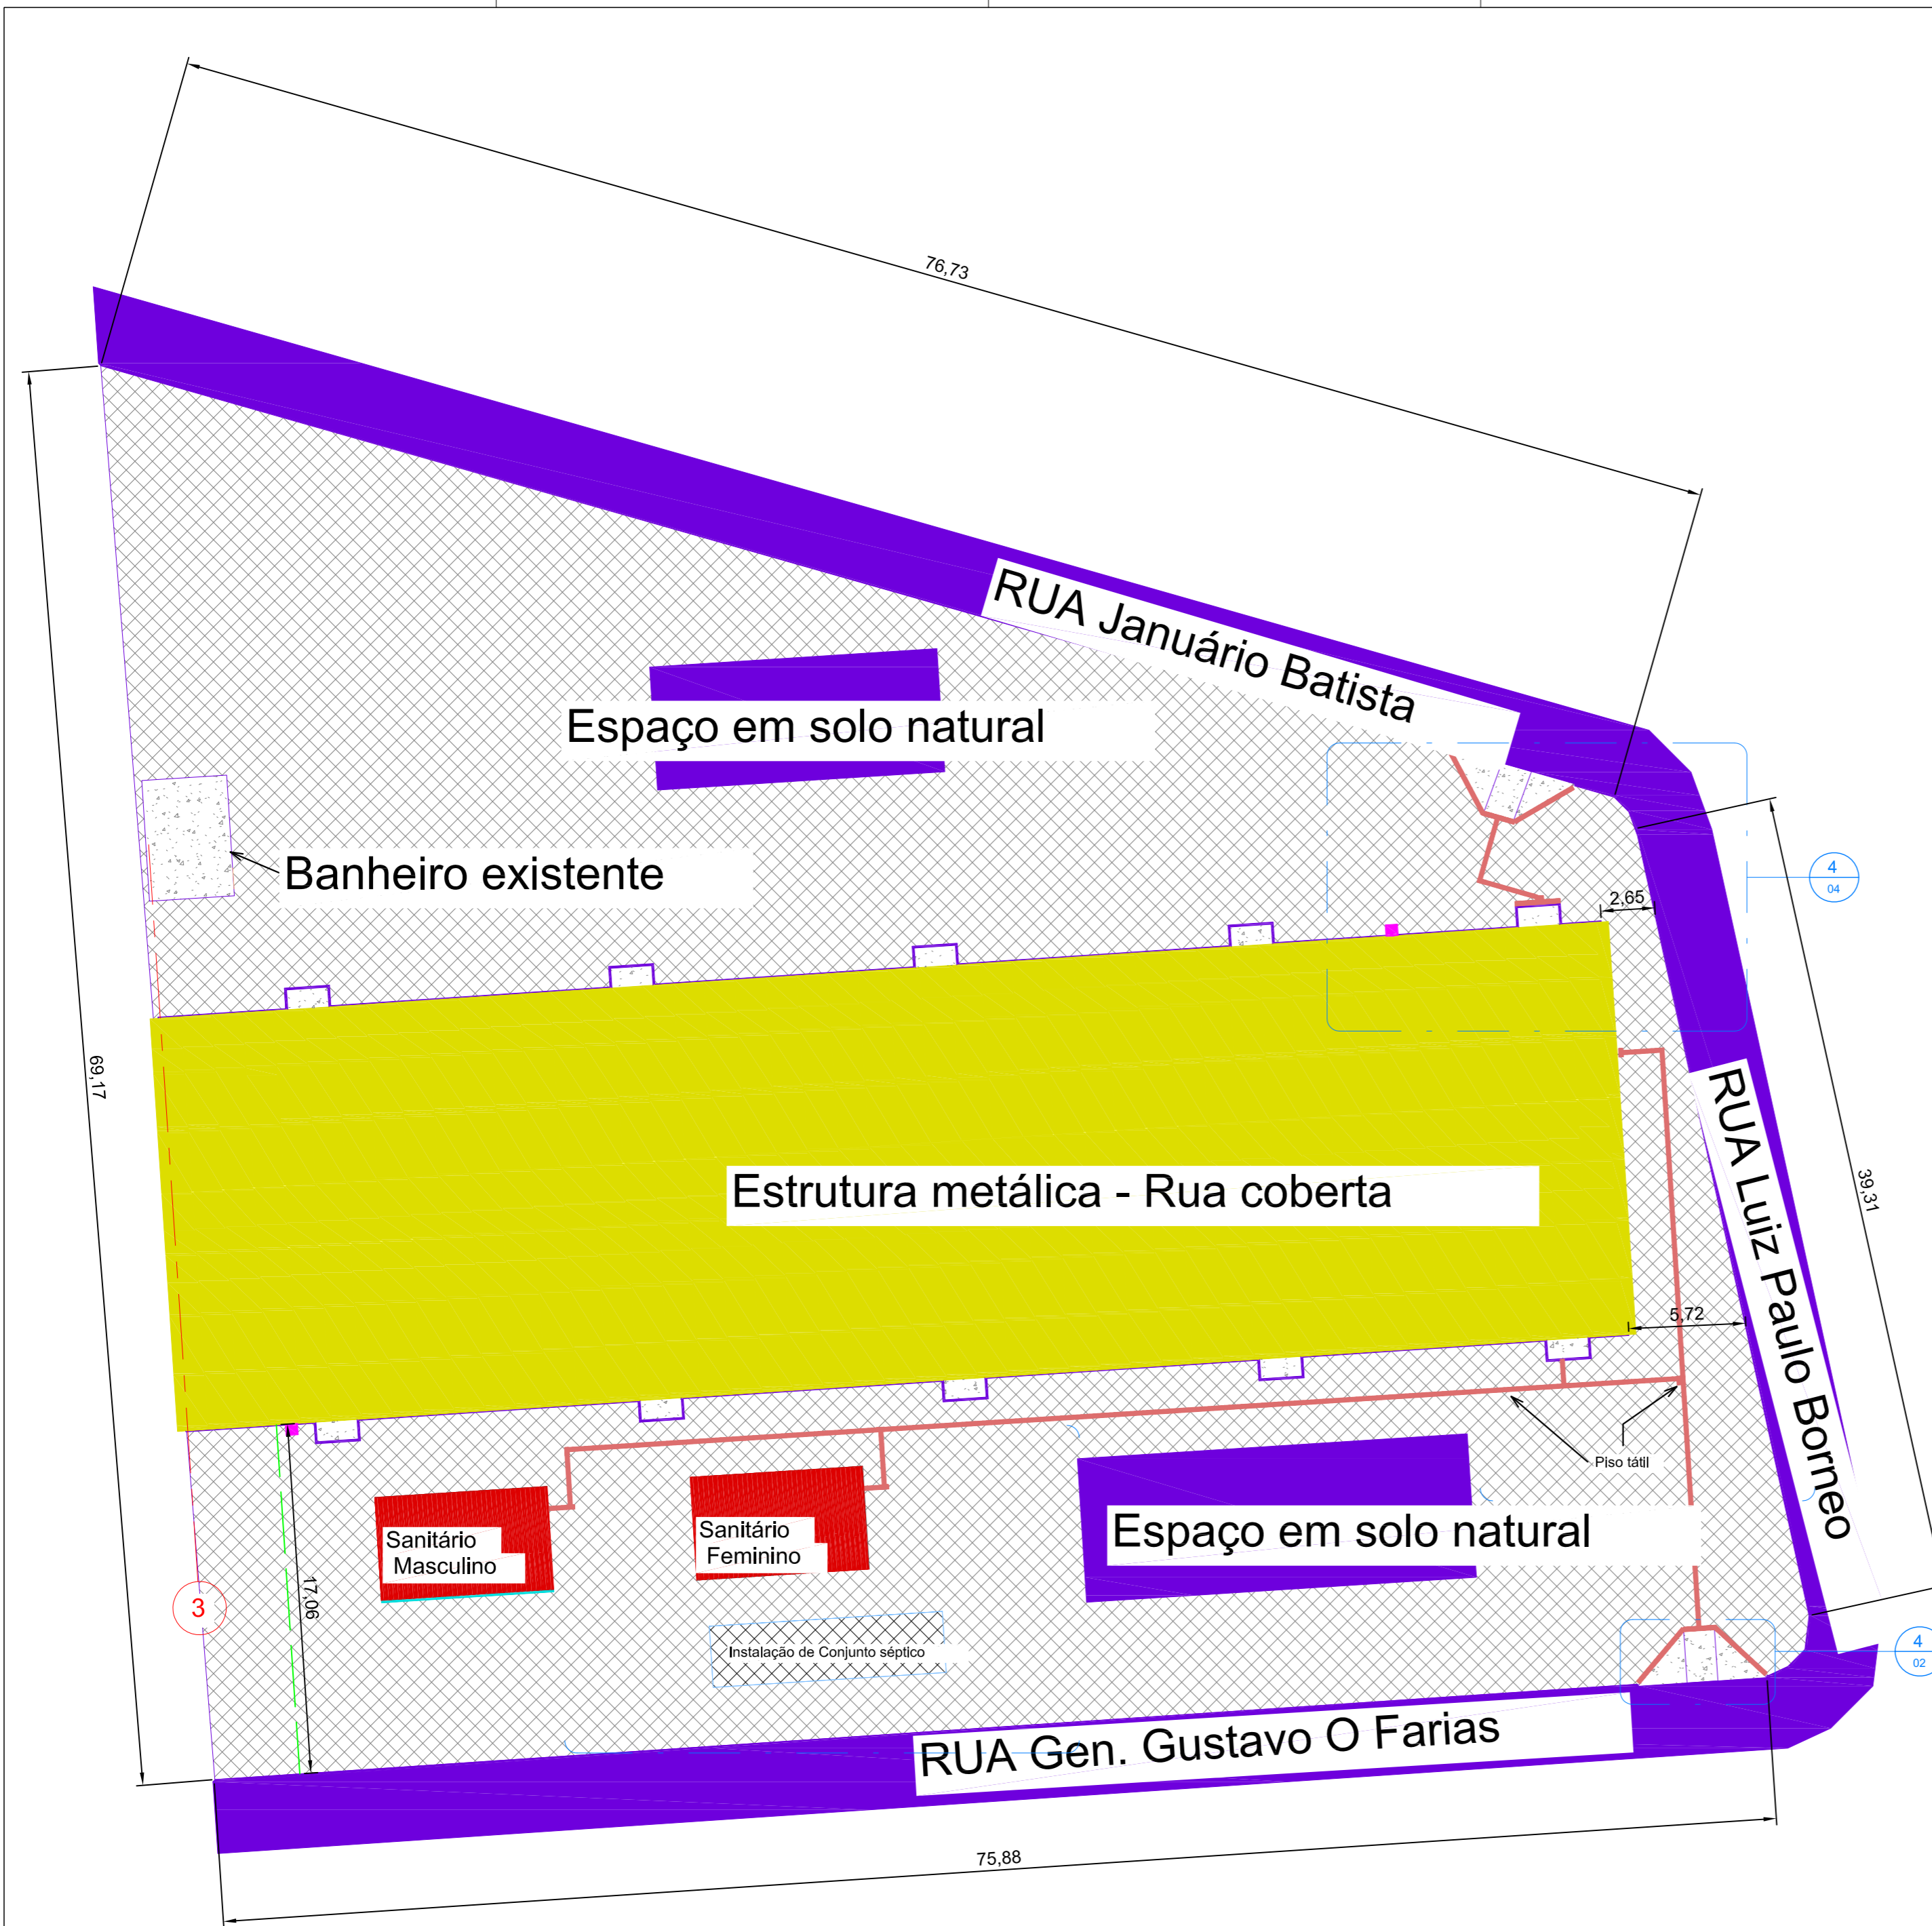 76,73
RUA Januário Batista
Espaço em solo natural
Banheiro existente
4
04
2,65
69,17
Estrutura metálica - Rua coberta
RUA Luiz Paulo Borneo
39,31
5,72
Piso tátil
Sanitário
Masculino
Sanitário
Feminino
Espaço em solo natural
17,06
3
Instalação de Conjunto séptico
4
02
RUA Gen. Gustavo O Farias
75,88